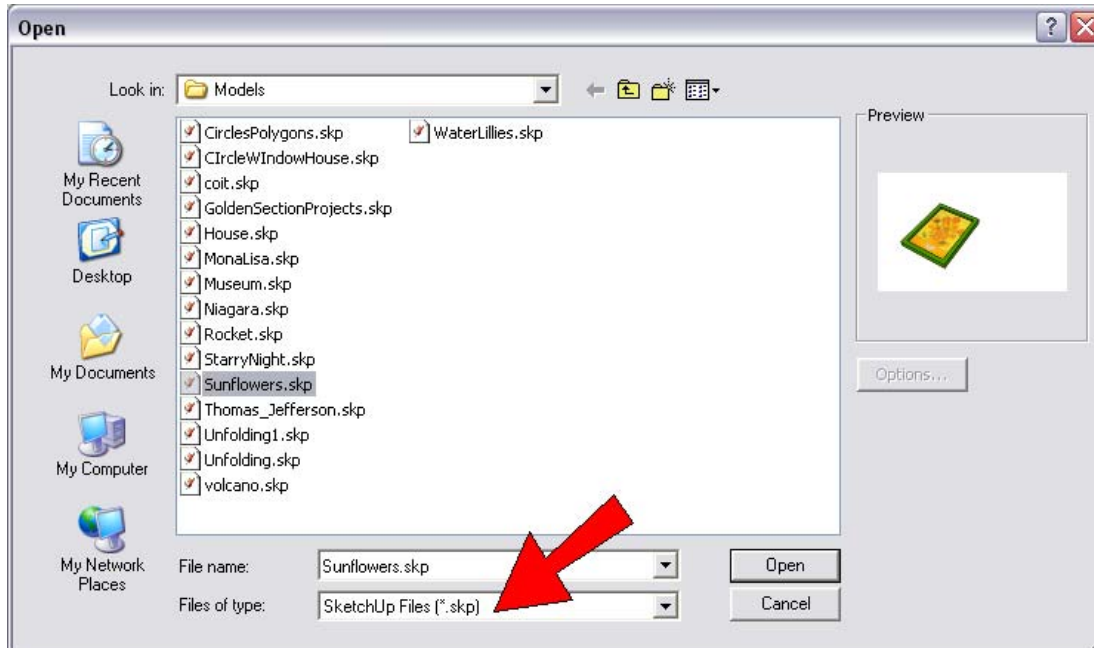 Open
Look in: Models
My Recent
Documents
Desktop
My Documents
My Computer
My Network
Places
CirclesPolygons.skp
CIrcleWIndowHouse.skp
coit.skp
GoldenSectionProjects.skp
House.skp
MonaLisa.skp
Museum.skp
Niagara.skp
Rocket.skp
StarryNight.skp
Sunflowers.skp
Thomas_Jefferson.skp
Unfolding1.skp
Unfolding.skp
volcano.skp
WaterLillies.skp
Preview
Options...
File name: Sunflowers.skp Open
Files of type: SketchUp Files (*.skp) Cancel